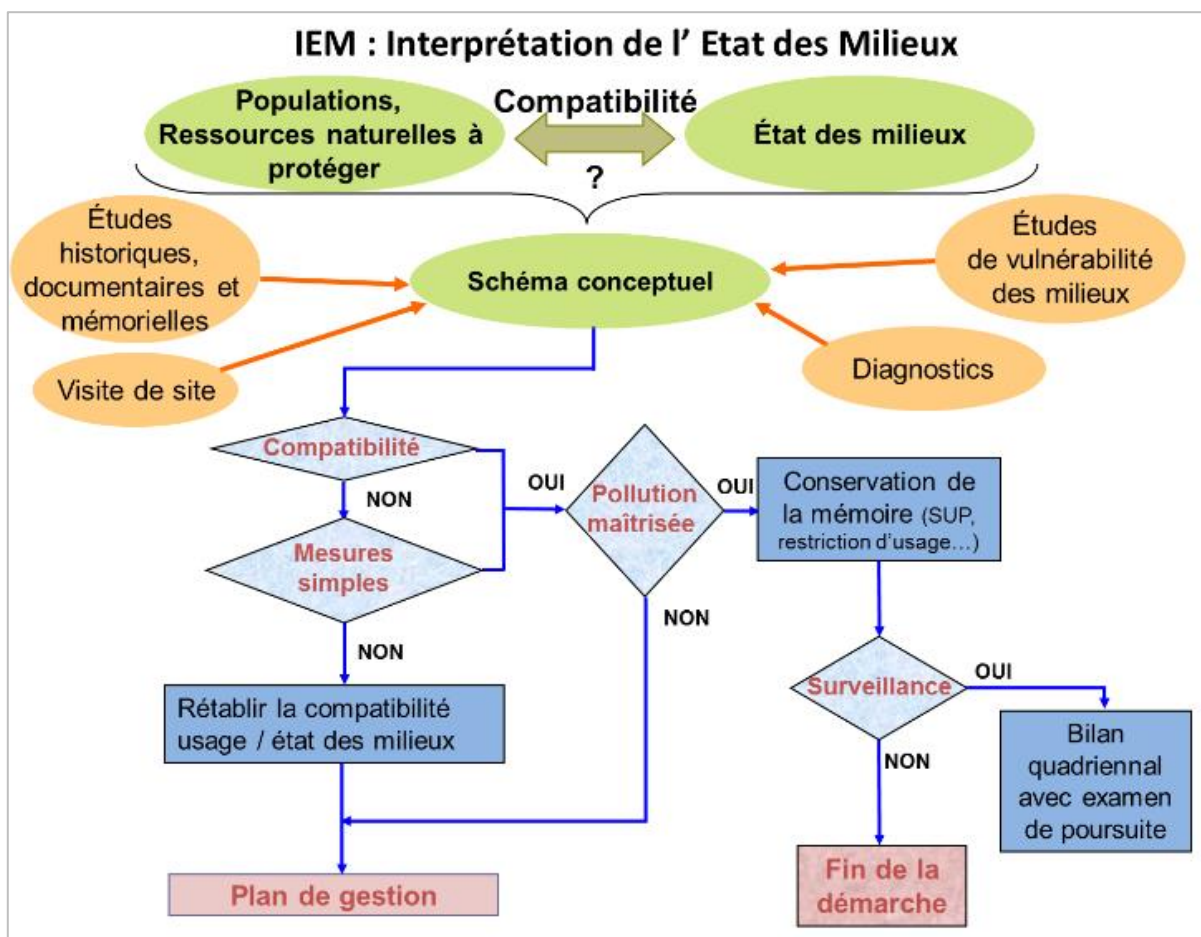 IEM : Interprétation de l’ Etat des Milieux
Populations,
Ressources naturelles à
protéger
Compatibilité
?
État des milieux
Études
historiques,
documentaires et
mémorielles
Schéma conceptuel
Études
de vulnérabilité
des milieux
Visite de site
Diagnostics
Compatibilité
NON
OUI
Mesures
simples
NON
Pollution
maîtrisée
OUI
NON
Conservation de
la mémoire (SUP,
restriction d’usage…)
Rétablir la compatibilité
usage / état des milieux
Surveillance
OUI
NON
Bilan
quadriennal
avec examen
de poursuite
Plan de gestion
Fin de la
démarche